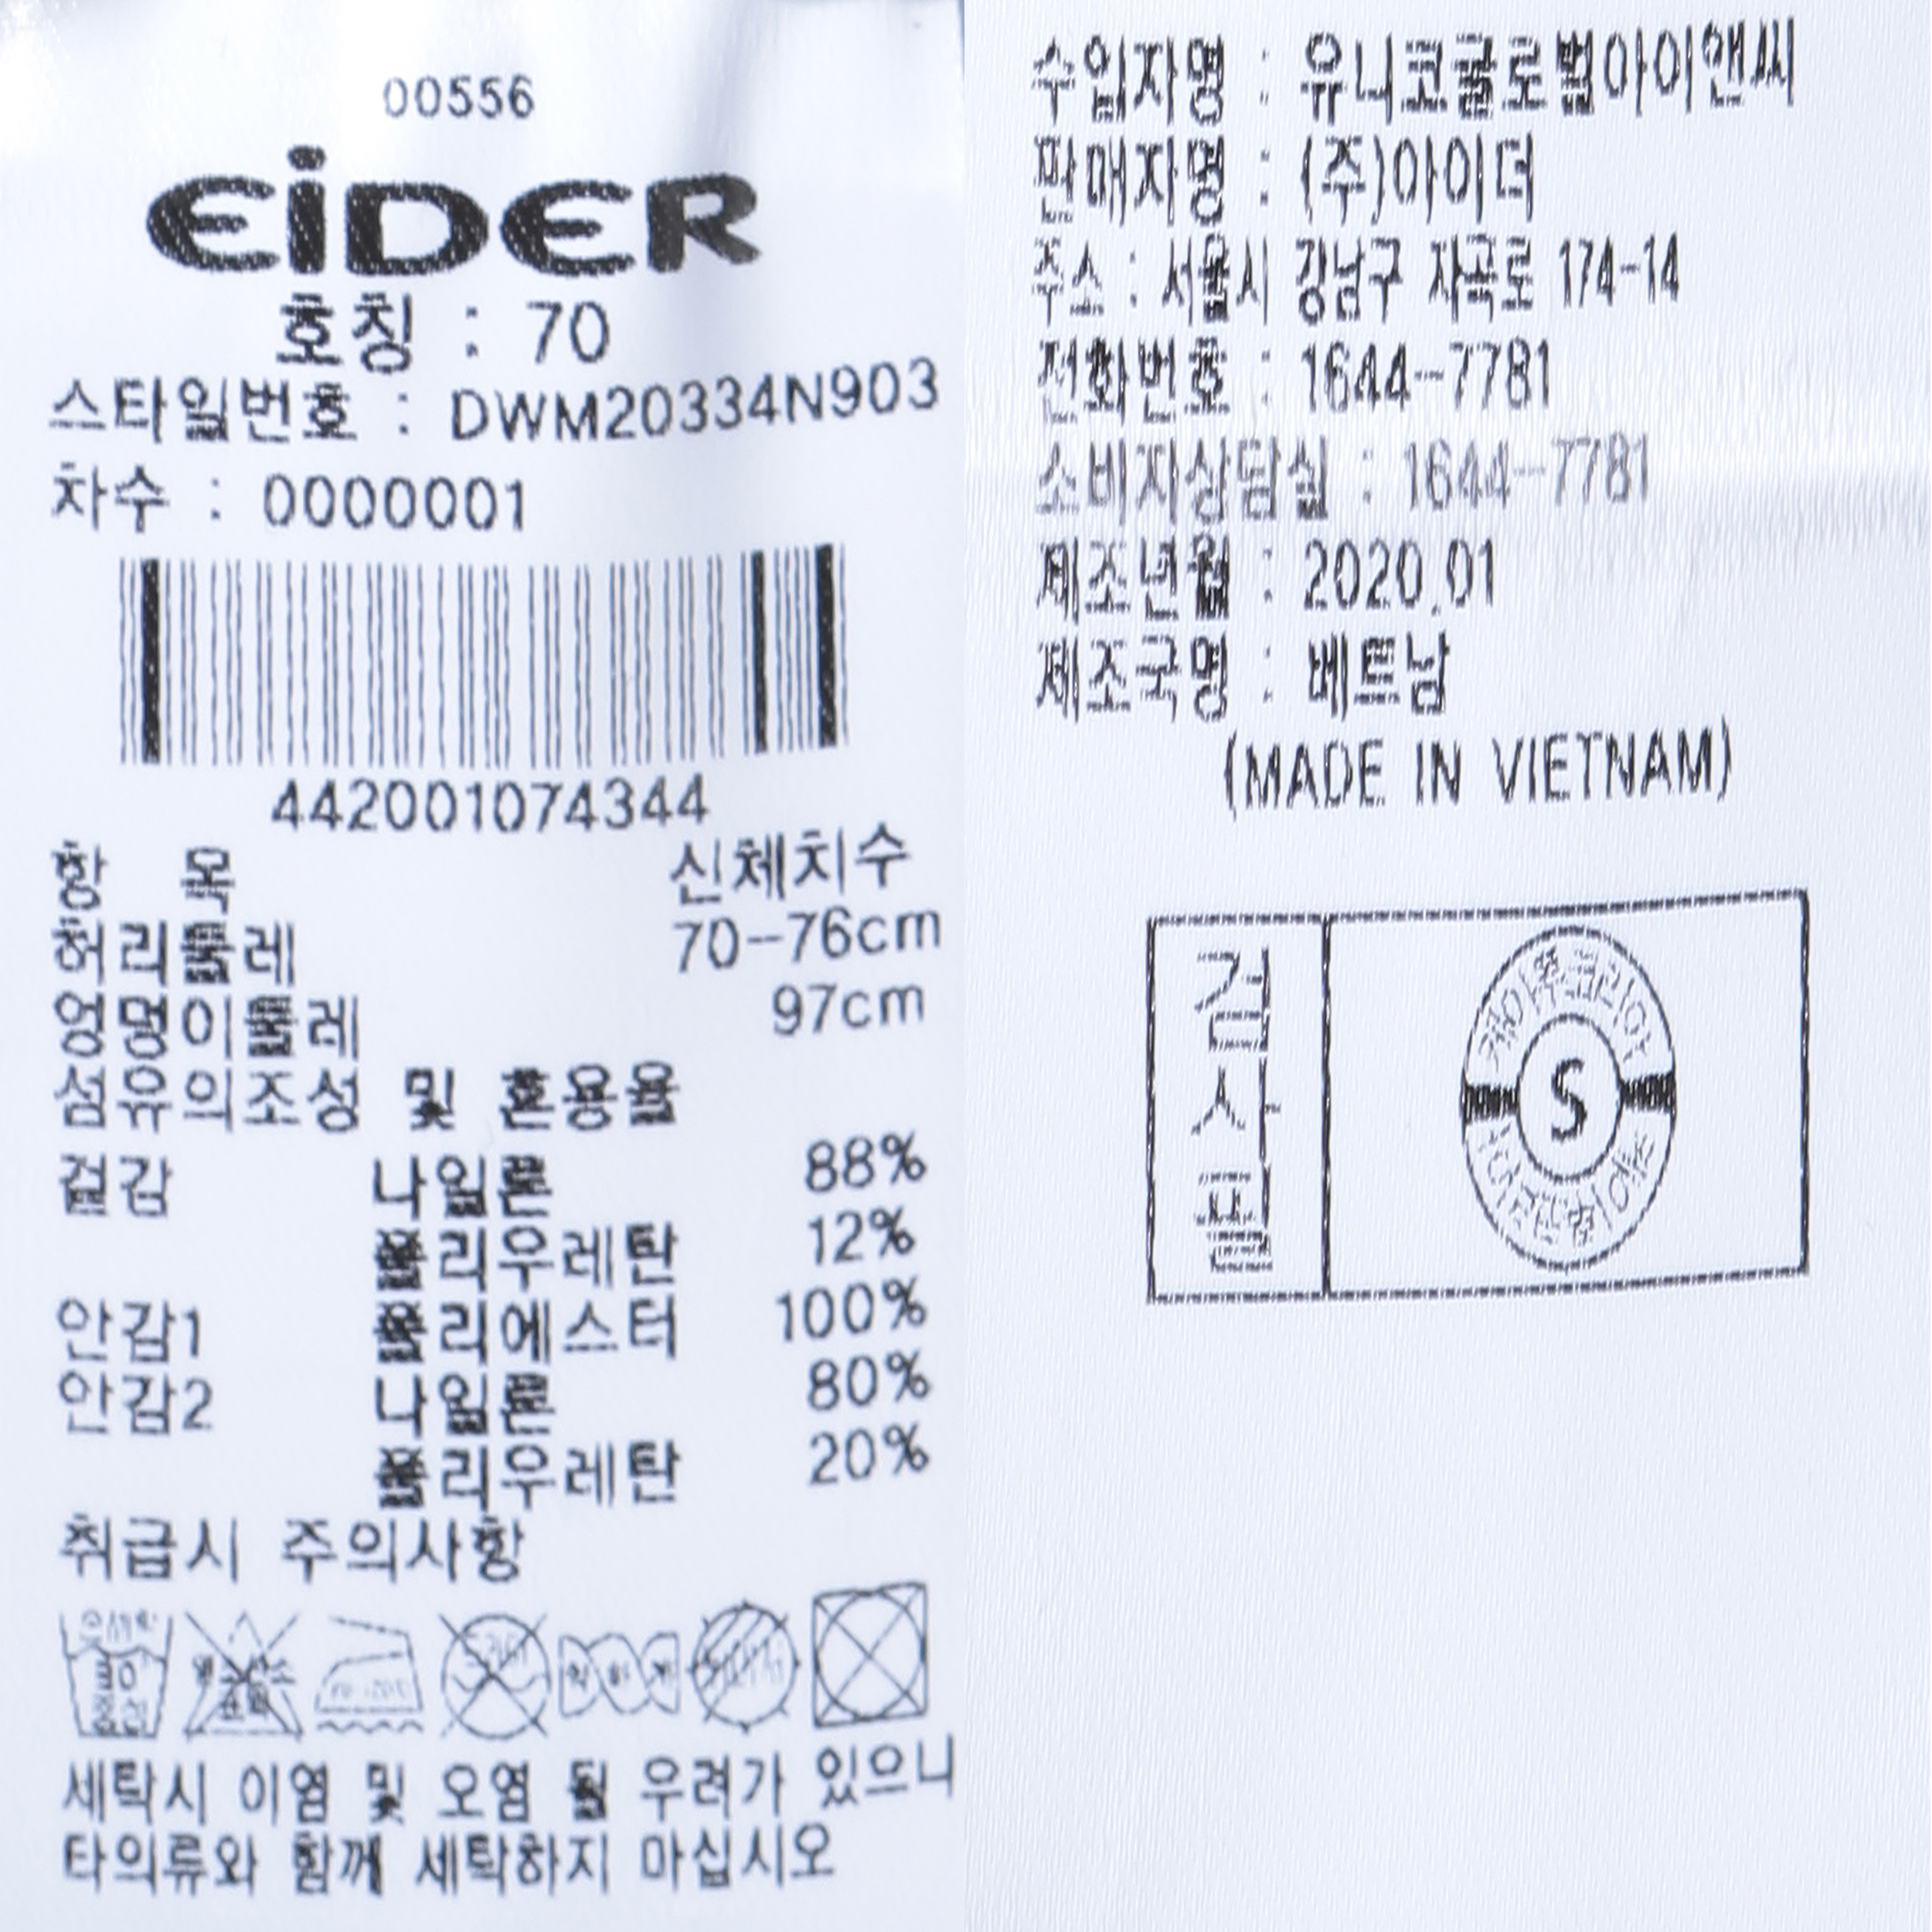 00556
EiDER
호칭 : 70
스타일번호 : DWM20334N903
차수 : 0000001
442001074344
항 목 신체치수
허리둘레 70--76cm
엉덩이둘레 97cm
섬유의조성 및 혼용율
겉감 나일론 88%
폴리우레탄 12%
안감1 폴리에스터 100%
안감2 나일론 80%
폴리우레탄 20%
취급시 주의사항
세탁시 이염 및 오염 될 우려가 있으니
타의류와 함께 세탁하지 마십시오
수입자명 : 유니코글로벌아이앤씨
판매자명 : (주)아이더
주소 : 서울시 강남구 자곡로 174-14
전화번호 : 1644--7781
소비자상담실 : 1644--7781
제조년월 : 2020.01
제조국명 : 베트남
(MADE IN VIETNAM)
검사필
S